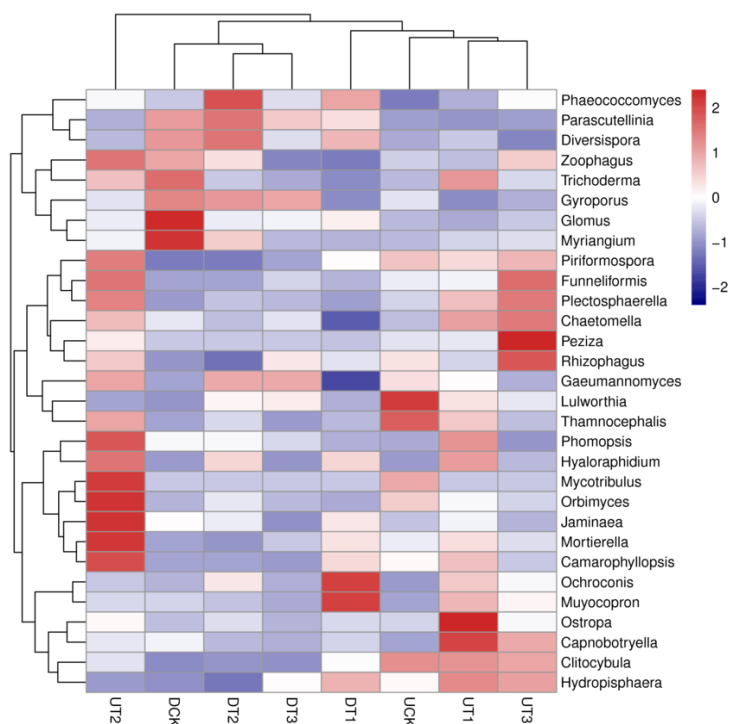 Phaeococcomyces
Parascutellinia
Diversispora
Zoophagus
Trichoderma
Gyroporus
Glomus
Myriangium
Piriformospora
Funneliformis
Plectosphaerella
Chaetomella
Peziza
Rhizophagus
Gaeumannomyces
Lulworthia
Thamnocephalis
Phomopsis
Hyaloraphidium
Mycotribulus
Orbimyces
Jaminaea
Mortierella
Camarophyllopsis
Ochroconis
Muyocopron
Ostropa
Capnobotryella
Clitocybula
Hydropisphaera
UT2 DCK DT2 DT3 DT1 UCK UT1 UT3
2
1
0
−1
−2